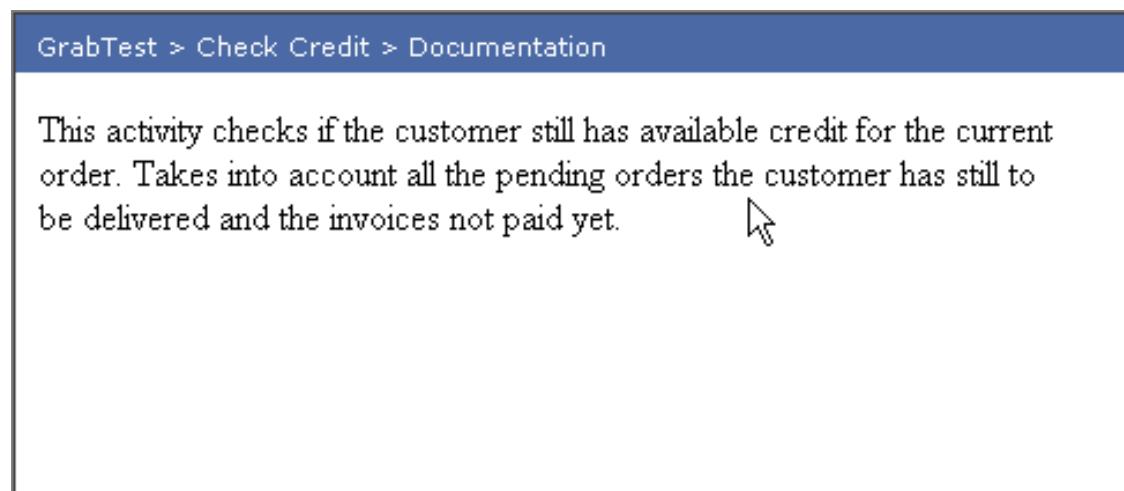 GrabTest > Check Credit > Documentation
This activity checks if the customer still has available credit for the current
order. Takes into account all the pending orders the customer has still to
be delivered and the invoices not paid yet.